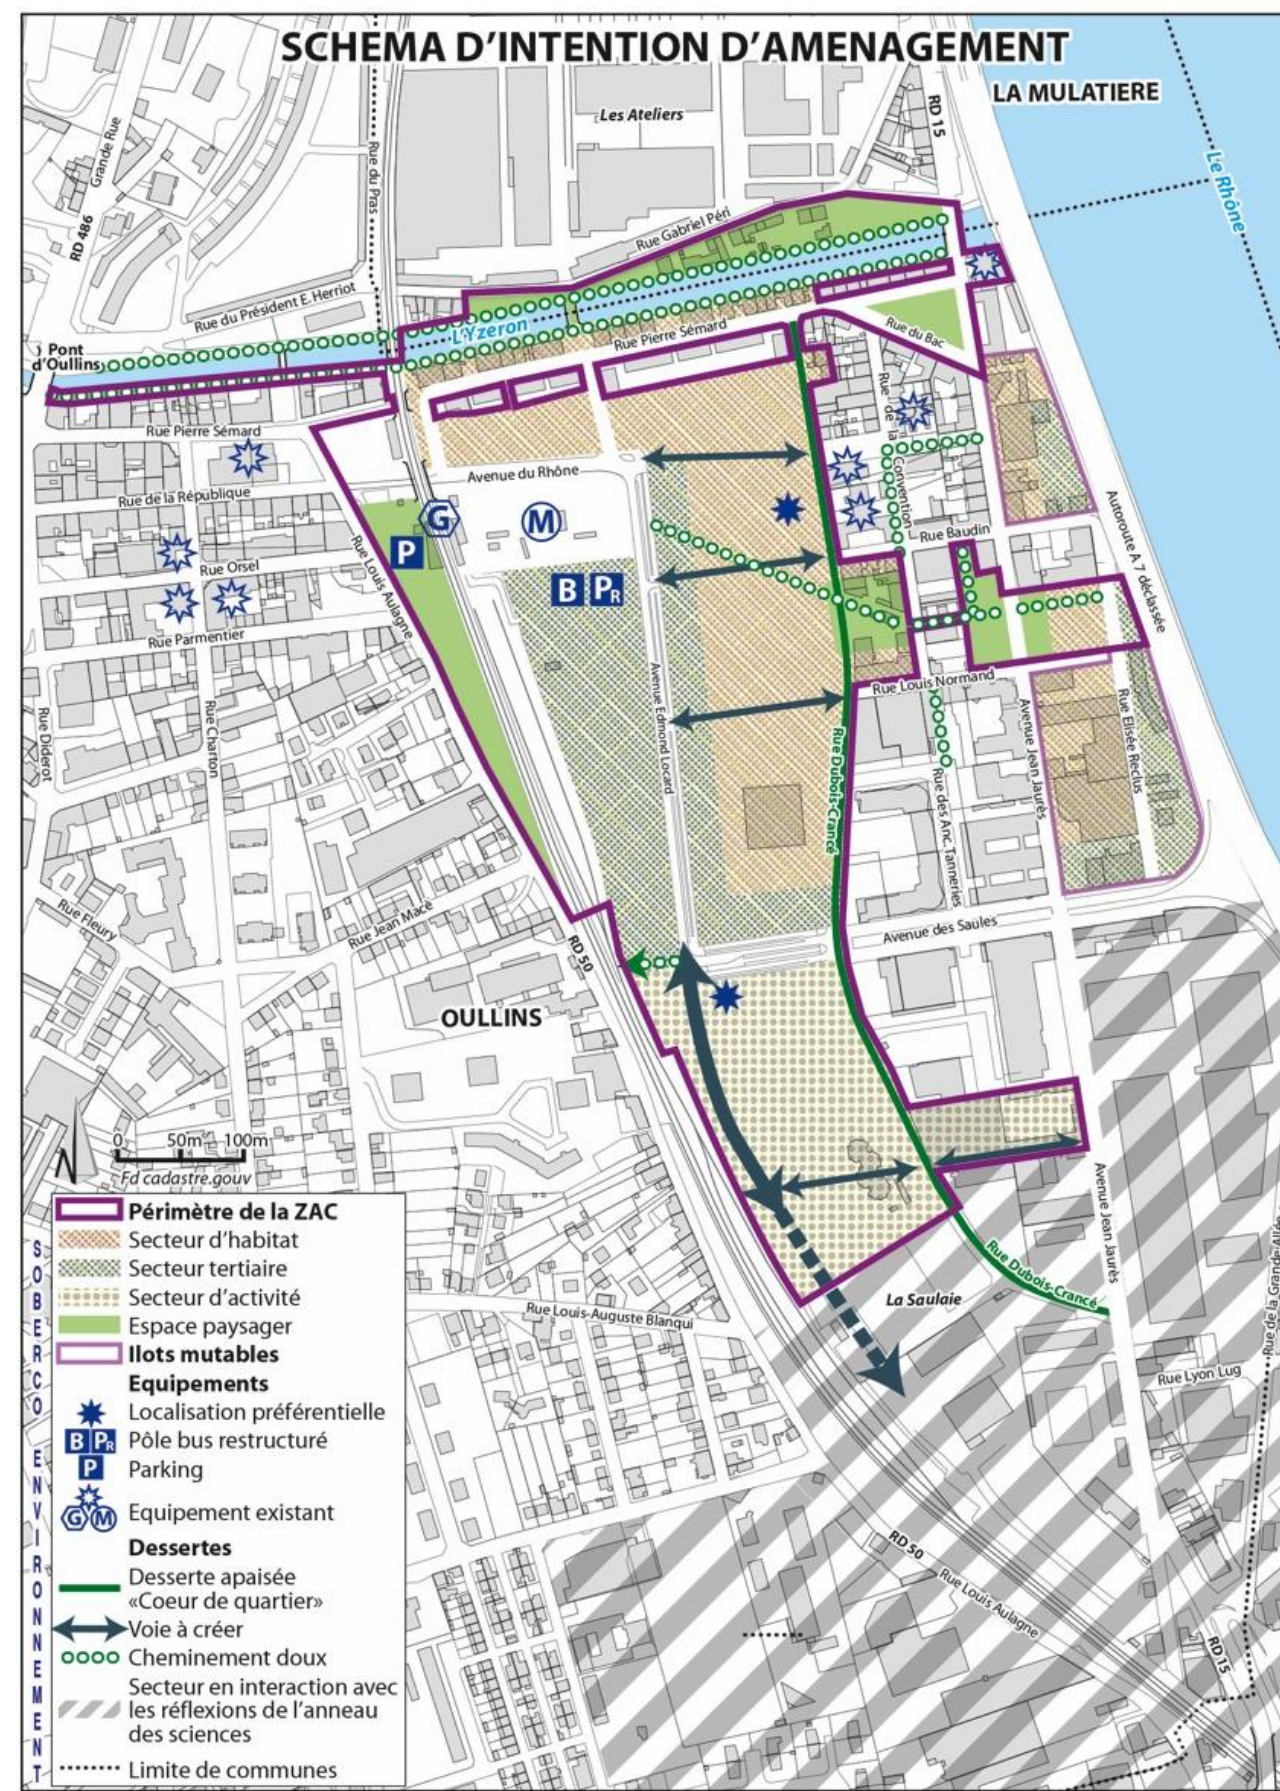 SCHEMA D'INTENTION D'AMENAGEMENT
LA MULATIERE
RD 15
Les Ateliers
Grande Rue
RD 486
Rue du Pras
Le Rhône
Rue Gabriel Péri
Rue du Président E. Herriot
L'Yzeron
Pont
d'Oullins
Rue Pierre Sémard
Rue du Bac
Rue Pierre Sémard
Rue de la Convention
Avenue du Rhône
Rue de la République
Autoroute A 7 déclassée
G
M
P
Rue Baudin
Rue Orsel
B PR
Rue Louis Aulagne
Rue Parmentier
Avenue Edmond Locard
Rue Louis Normand
Rue Diderot
Rue Charton
Rue Dubois-Crancé
Avenue Jean Jaurès
Rue Elisée Reclus
Rue des Anc. Tanneries
Rue Fleury
Rue Jean Macé
Avenue des Saules
RD 50
OULLINS
N
0 50m 100m
Fd cadastre.gouv
Avenue Jean Jaurès
Rue Dubois-Crancé
La Saulaie
Rue Louis-Auguste Blanqui
Rue Lyon Lug
RD 50
Rue Louis Aulagne
RD 15
SOBERCO ENVIRONNEMENT
Périmètre de la ZAC
Secteur d'habitat
Secteur tertiaire
Secteur d'activité
Espace paysager
Ilots mutables
Equipements
Localisation préférentielle
B PR Pôle bus restructuré
P Parking
G M Equipement existant
Dessertes
Desserte apaisée
«Coeur de quartier»
Voie à créer
Cheminement doux
Secteur en interaction avec
les réflexions de l'anneau
des sciences
Limite de communes